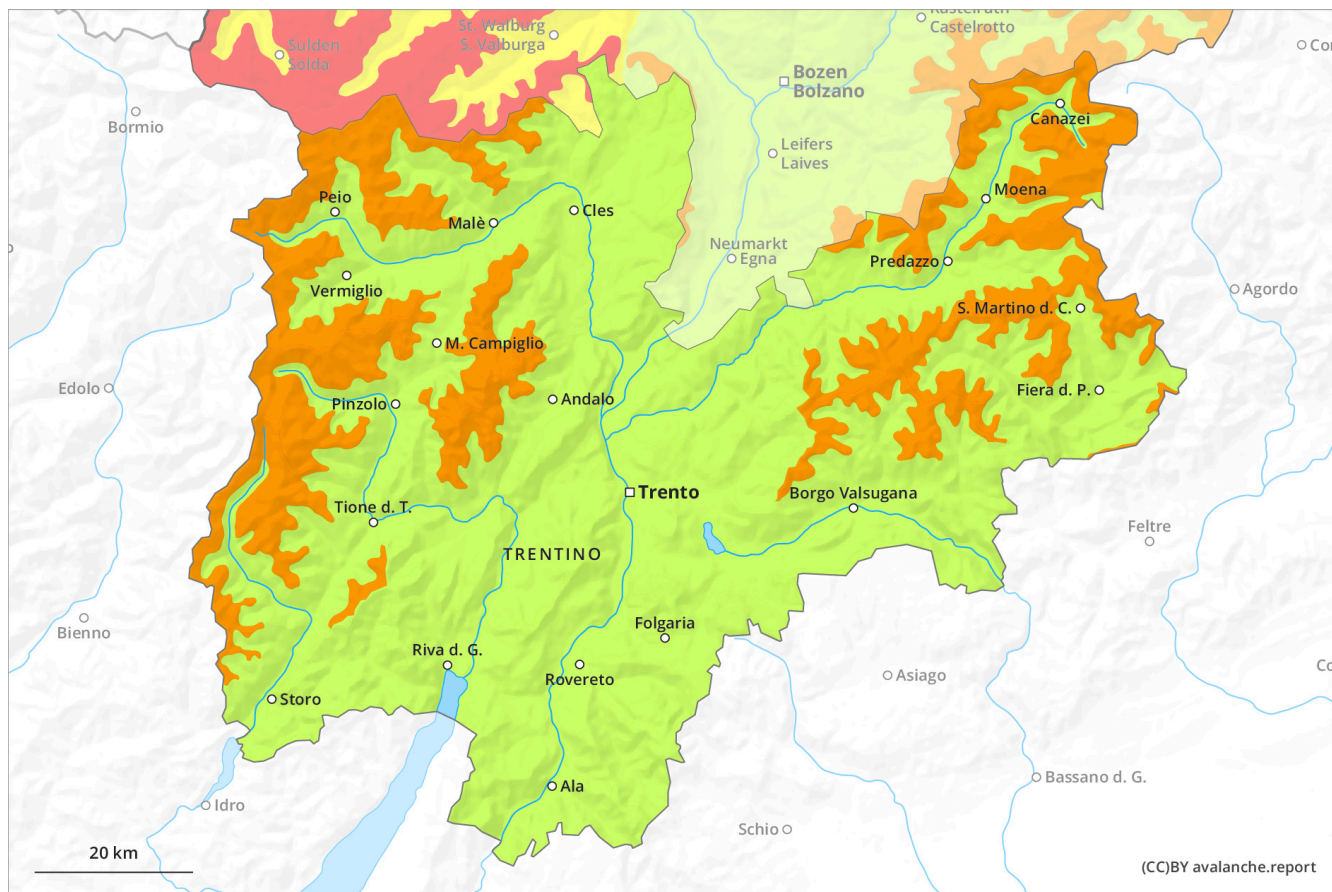 Kastelruth
Castelrotto
St. Walburg
S. Valburga
Sulden
Solda
Bozen
Bolzano
Bormio
Canazei
Leifers
Laives
Moena
Peio
Malè
Cles
Neumarkt
Egna
Predazzo
Vermiglio
Agordo
S. Martino d. C.
M. Campiglio
Edolo
Fiera d. P.
Pinzolo
Andalo
Trento
Borgo Valsugana
Tione d. T.
Feltre
TRENTINO
Bienno
Folgaria
Riva d. G.
Rovereto
Asiago
Storo
Bassano d. G.
Ala
Idro
Schio
20 km
(CC)BY avalanche.report